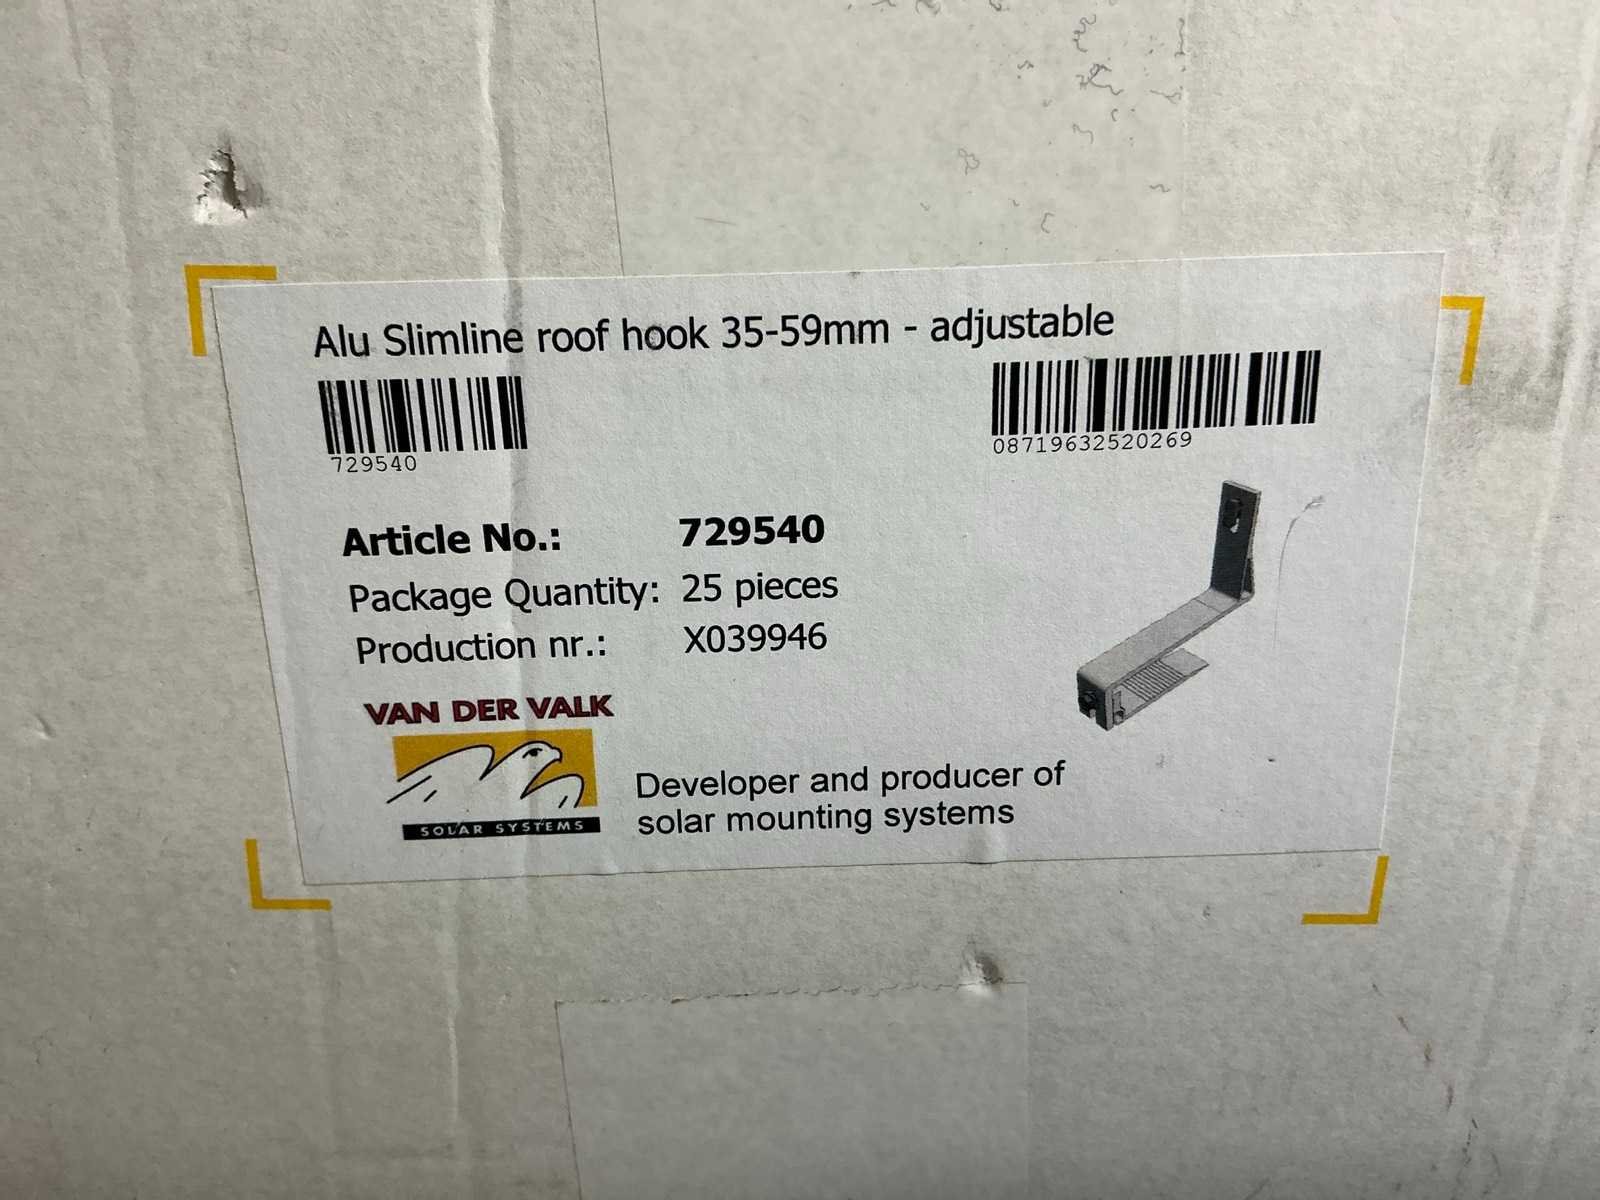 Alu Slimline roof hook 35-59mm - adjustable
729540
08719632520269
Article No.: 729540
Package Quantity: 25 pieces
Production nr.: X039946
VAN DER VALK
SOLAR SYSTEMS
Developer and producer of
solar mounting systems